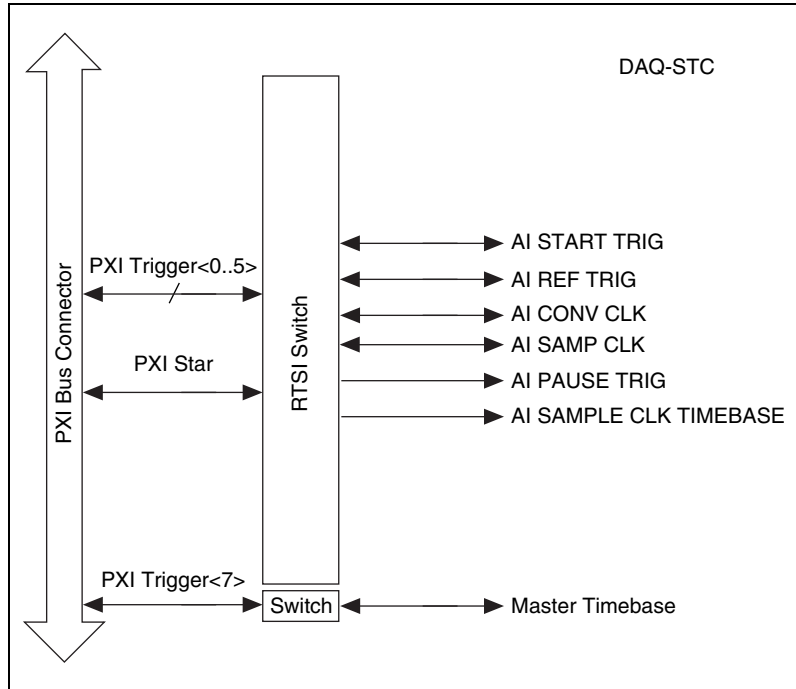 DAQ-STC
PXI Bus Connector
PXI Trigger<0..5>
PXI Star
PXI Trigger<7>
RTSI Switch
Switch
AI START TRIG
AI REF TRIG
AI CONV CLK
AI SAMP CLK
AI PAUSE TRIG
AI SAMPLE CLK TIMEBASE
Master Timebase